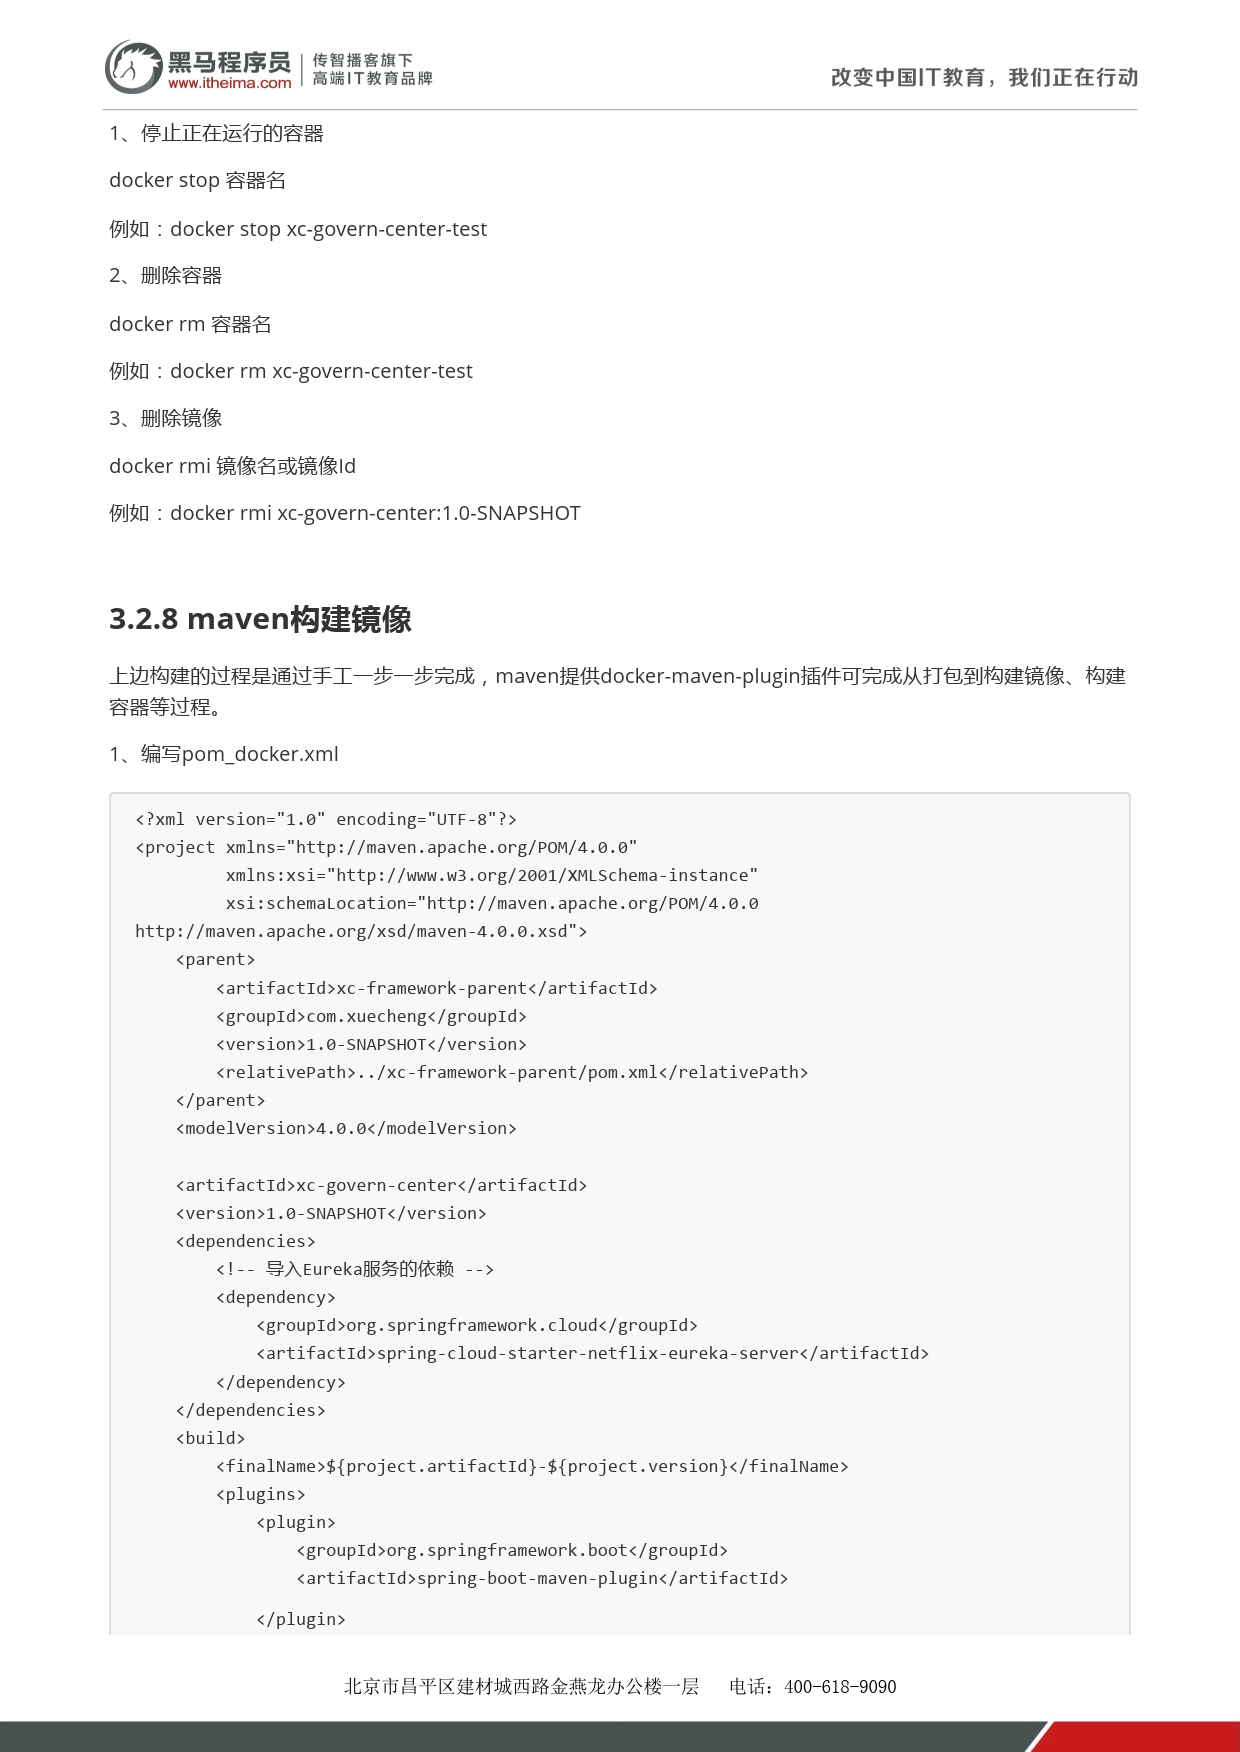 黑马程序员
www.itheima.com
传智播客旗下
高端IT教育品牌
改变中国IT教育，我们正在行动
1、停止正在运行的容器
docker stop 容器名
例如：docker stop xc-govern-center-test
2、删除容器
docker rm 容器名
例如：docker rm xc-govern-center-test
3、删除镜像
docker rmi 镜像名或镜像Id
例如：docker rmi xc-govern-center:1.0-SNAPSHOT
3.2.8 maven构建镜像
上边构建的过程是通过手工一步一步完成，maven提供docker-maven-plugin插件可完成从打包到构建镜像、构建
容器等过程。
1、编写pom_docker.xml
<?xml version="1.0" encoding="UTF-8"?>
<project xmlns="http://maven.apache.org/POM/4.0.0"
         xmlns:xsi="http://www.w3.org/2001/XMLSchema-instance"
         xsi:schemaLocation="http://maven.apache.org/POM/4.0.0
http://maven.apache.org/xsd/maven-4.0.0.xsd">
    <parent>
        <artifactId>xc-framework-parent</artifactId>
        <groupId>com.xuecheng</groupId>
        <version>1.0-SNAPSHOT</version>
        <relativePath>../xc-framework-parent/pom.xml</relativePath>
    </parent>
    <modelVersion>4.0.0</modelVersion>

    <artifactId>xc-govern-center</artifactId>
    <version>1.0-SNAPSHOT</version>
    <dependencies>
        <!-- 导入Eureka服务的依赖 -->
        <dependency>
            <groupId>org.springframework.cloud</groupId>
            <artifactId>spring-cloud-starter-netflix-eureka-server</artifactId>
        </dependency>
    </dependencies>
    <build>
        <finalName>${project.artifactId}-${project.version}</finalName>
        <plugins>
            <plugin>
                <groupId>org.springframework.boot</groupId>
                <artifactId>spring-boot-maven-plugin</artifactId>
            </plugin>
北京市昌平区建材城西路金燕龙办公楼一层 电话：400-618-9090